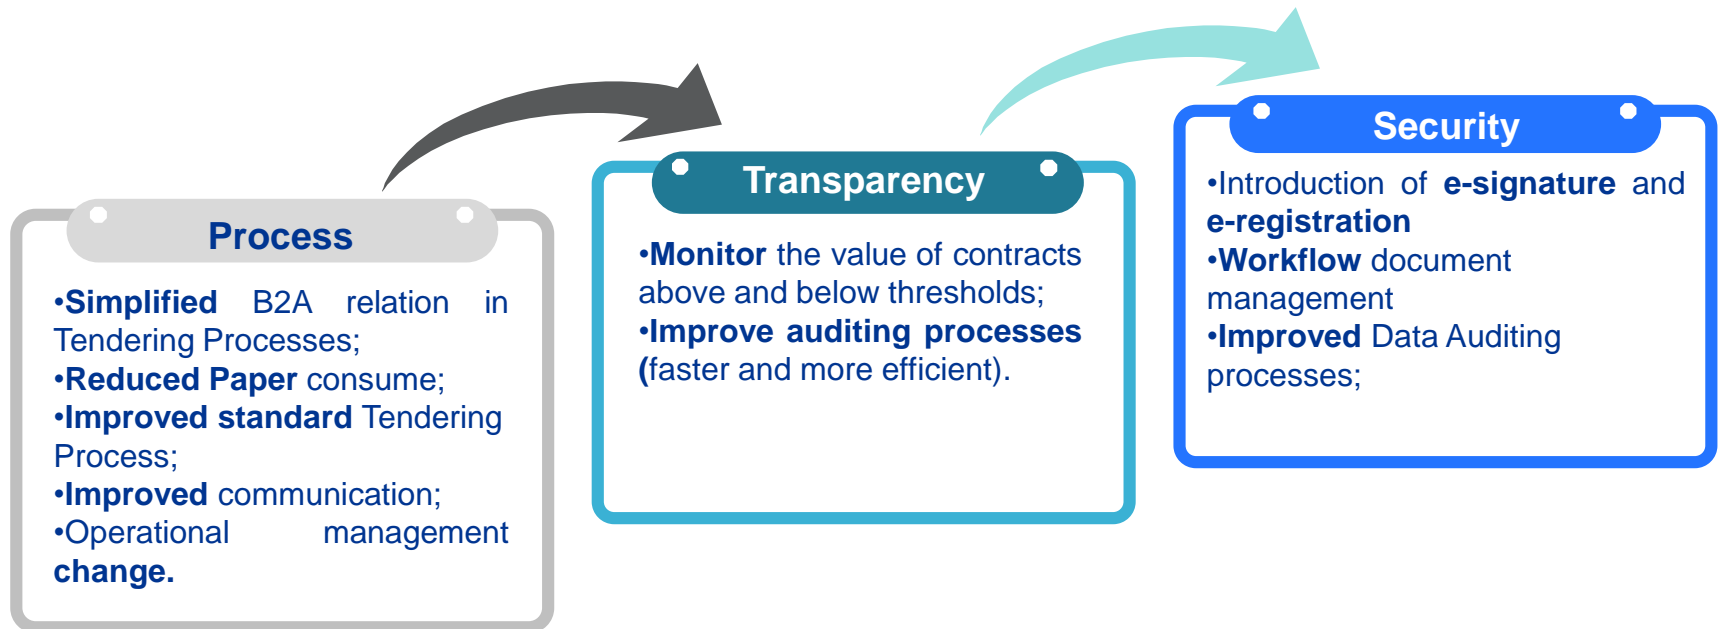 Process
•Simplified B2A relation in
Tendering Processes;
•Reduced Paper consume;
•Improved standard Tendering
Process;
•Improved communication;
•Operational management
change.
Transparency
•Monitor the value of contracts
above and below thresholds;
•Improve auditing processes
(faster and more efficient).
Security
•Introduction of e-signature and
e-registration
•Workflow document
management
•Improved Data Auditing
processes;